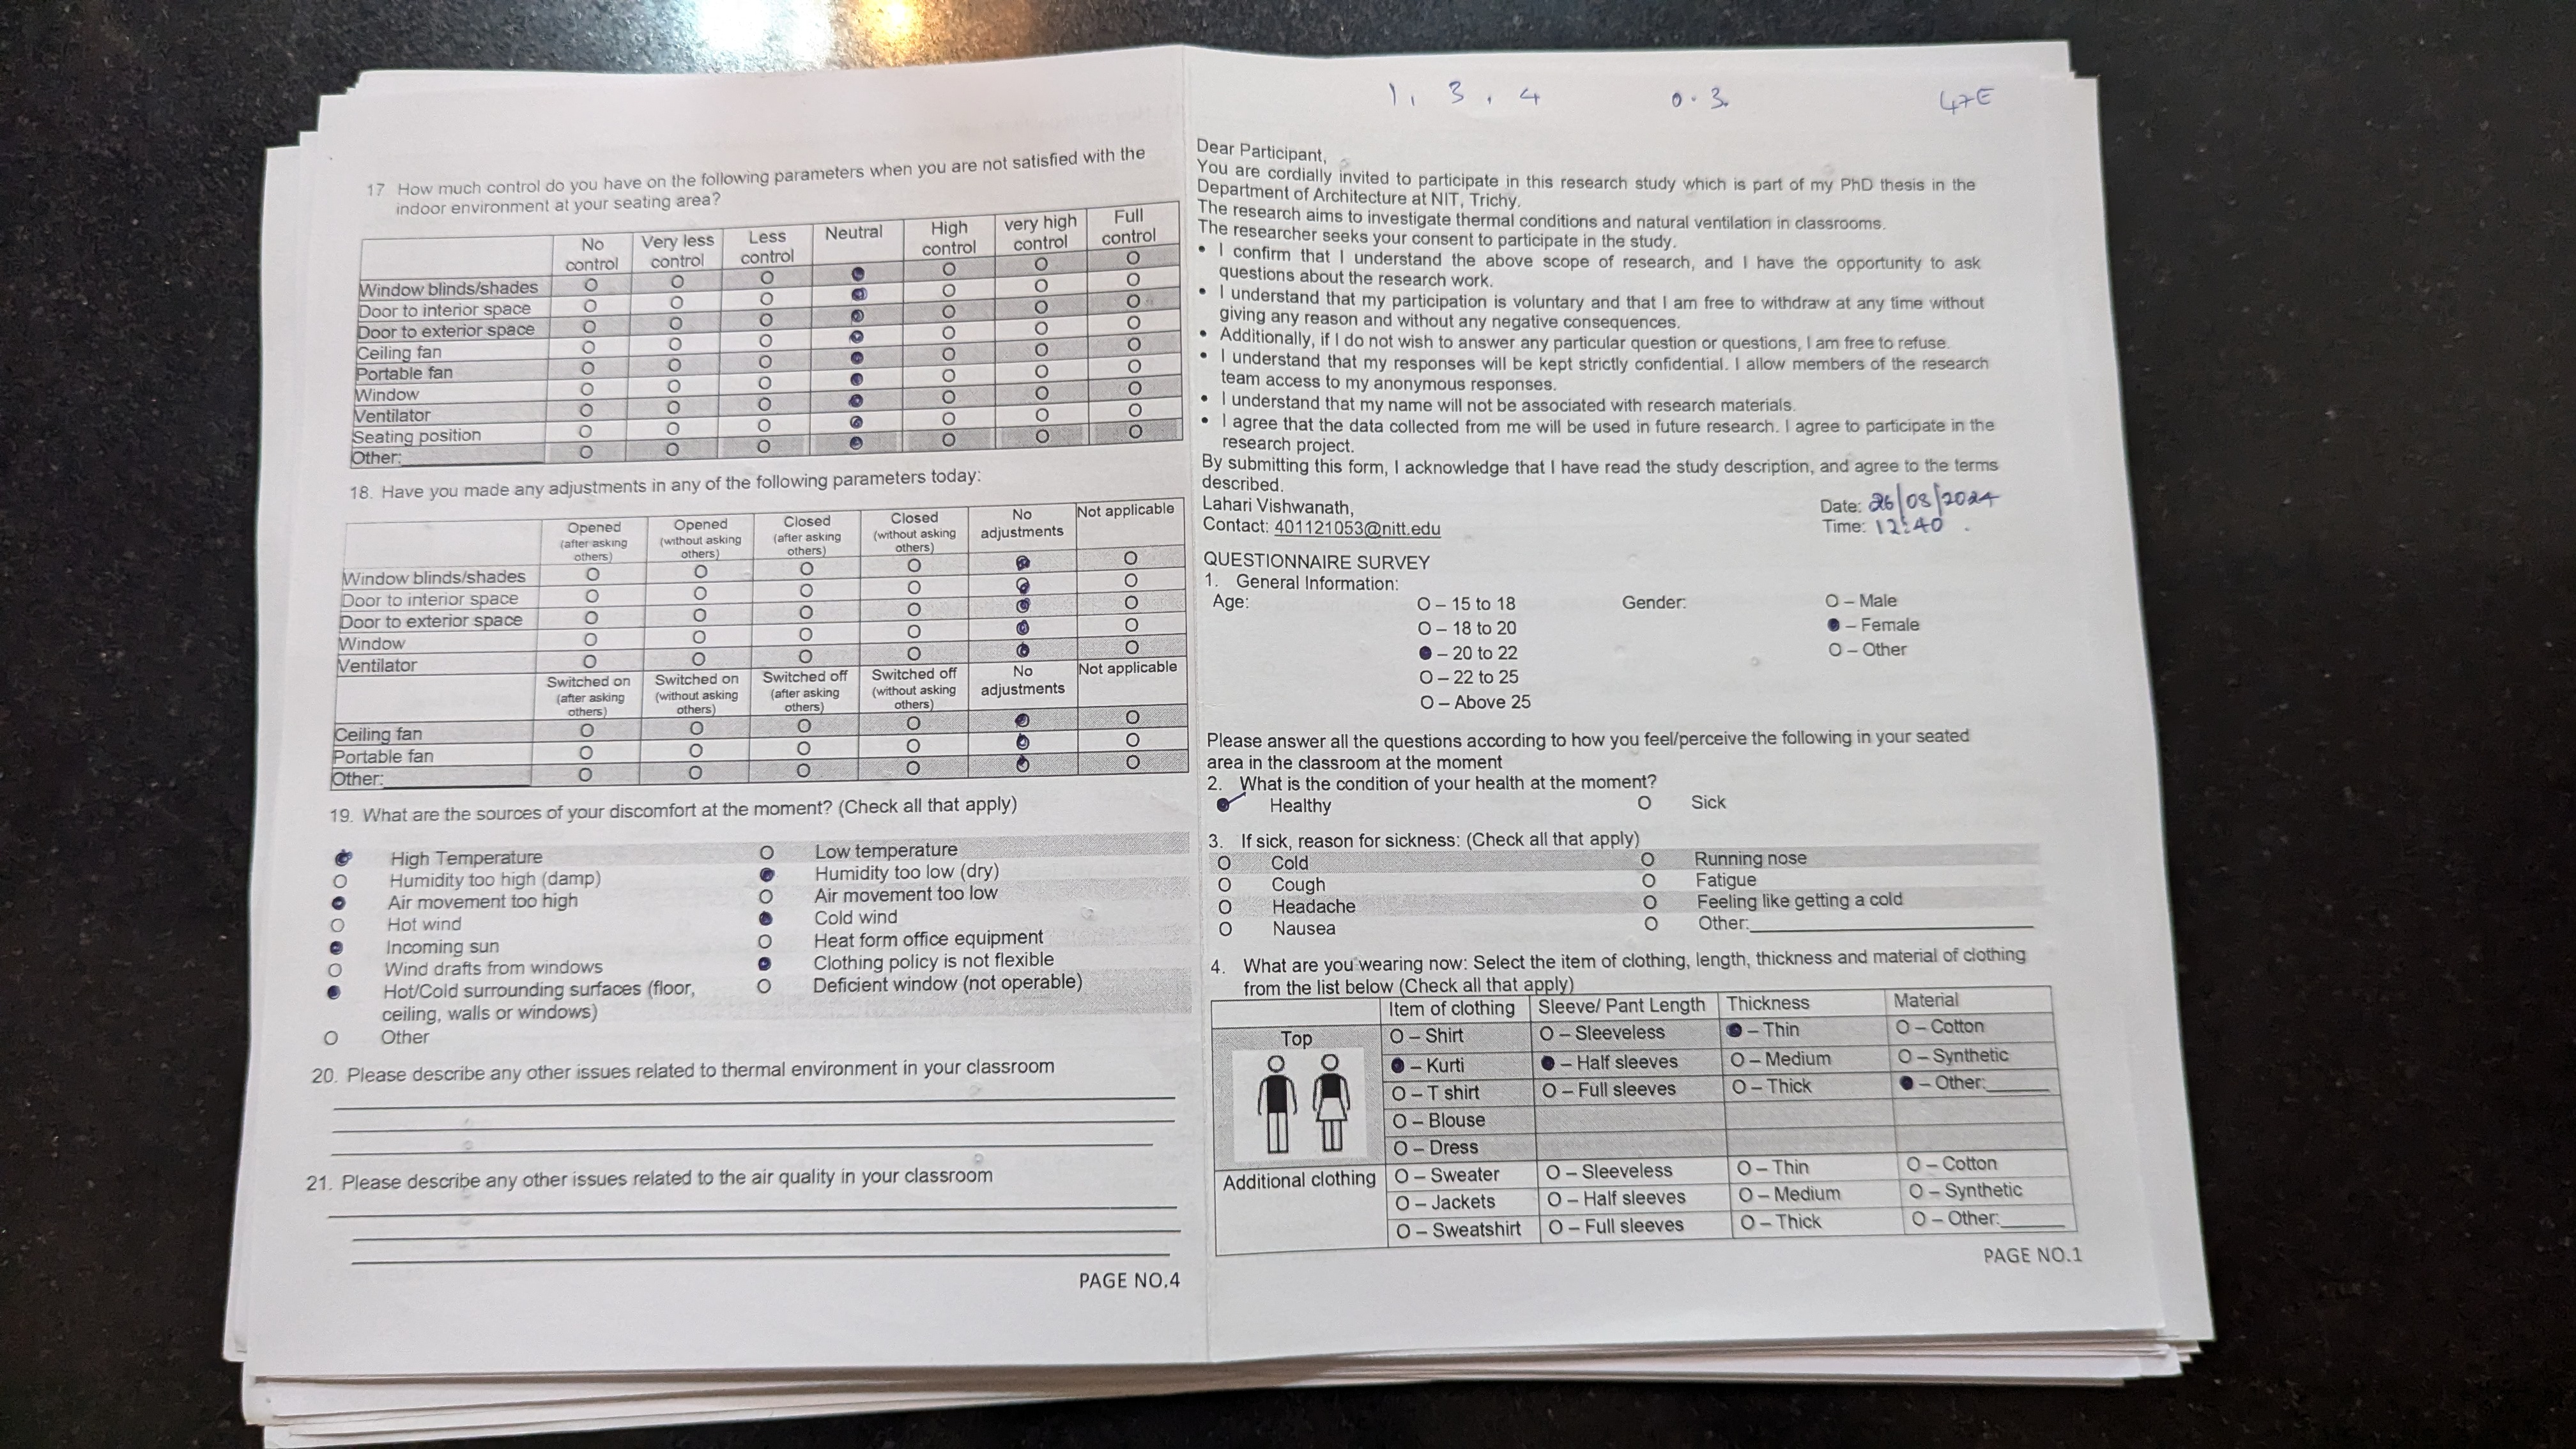 17 How much control do you have on the following parameters when you are not satisfied with the
indoor environment at your seating area?
No control Very less control Less control Neutral High control very high control Full control
Window blinds/shades O O O ● O O O
Door to interior space O O O ● O O O
Door to exterior space O O O ● O O O
Ceiling fan O O O ● O O O
Portable fan O O O ● O O O
Window O O O ● O O O
Ventilator O O O ● O O O
Seating position O O O ● O O O
Other:________ O O O ● O O O
18. Have you made any adjustments in any of the following parameters today:
Opened (after asking others) Opened (without asking others) Closed (after asking others) Closed (without asking others) No adjustments Not applicable
Window blinds/shades O O O O ● O
Door to interior space O O O O ● O
Door to exterior space O O O O ● O
Window O O O O ● O
Ventilator O O O O ● O
Switched on (after asking others) Switched on (without asking others) Switched off (after asking others) Switched off (without asking others) No adjustments Not applicable
Ceiling fan O O O O ● O
Portable fan O O O O ● O
Other:________ O O O O ● O
19. What are the sources of your discomfort at the moment? (Check all that apply)
● High Temperature O Low temperature
O Humidity too high (damp) ● Humidity too low (dry)
● Air movement too high O Air movement too low
O Hot wind ● Cold wind
● Incoming sun O Heat form office equipment
O Wind drafts from windows ● Clothing policy is not flexible
● Hot/Cold surrounding surfaces (floor, O Deficient window (not operable)
ceiling, walls or windows)
O Other
20. Please describe any other issues related to thermal environment in your classroom
21. Please describe any other issues related to the air quality in your classroom
PAGE NO.4
1, 3, 4 0.3 47E
Dear Participant,
You are cordially invited to participate in this research study which is part of my PhD thesis in the
Department of Architecture at NIT, Trichy.
The research aims to investigate thermal conditions and natural ventilation in classrooms.
The researcher seeks your consent to participate in the study.
• I confirm that I understand the above scope of research, and I have the opportunity to ask
questions about the research work.
• I understand that my participation is voluntary and that I am free to withdraw at any time without
giving any reason and without any negative consequences.
• Additionally, if I do not wish to answer any particular question or questions, I am free to refuse.
• I understand that my responses will be kept strictly confidential. I allow members of the research
team access to my anonymous responses.
• I understand that my name will not be associated with research materials.
• I agree that the data collected from me will be used in future research. I agree to participate in the
research project.
By submitting this form, I acknowledge that I have read the study description, and agree to the terms
described.
Lahari Vishwanath, Date: 26/08/2024
Contact: 401121053@nitt.edu Time: 12:40
QUESTIONNAIRE SURVEY
1. General Information:
Age: O – 15 to 18 Gender: O – Male
O – 18 to 20 ● – Female
● – 20 to 22 O – Other
O – 22 to 25
O – Above 25
Please answer all the questions according to how you feel/perceive the following in your seated
area in the classroom at the moment
2. What is the condition of your health at the moment?
● Healthy O Sick
3. If sick, reason for sickness: (Check all that apply)
O Cold O Running nose
O Cough O Fatigue
O Headache O Feeling like getting a cold
O Nausea O Other:________
4. What are you wearing now: Select the item of clothing, length, thickness and material of clothing
from the list below (Check all that apply)
Item of clothing Sleeve/ Pant Length Thickness Material
Top O – Shirt O – Sleeveless ● – Thin O – Cotton
● – Kurti ● – Half sleeves O – Medium O – Synthetic
O – T shirt O – Full sleeves O – Thick ● – Other:______
O – Blouse
O – Dress
Additional clothing O – Sweater O – Sleeveless O – Thin O – Cotton
O – Jackets O – Half sleeves O – Medium O – Synthetic
O – Sweatshirt O – Full sleeves O – Thick O – Other:______
PAGE NO.1